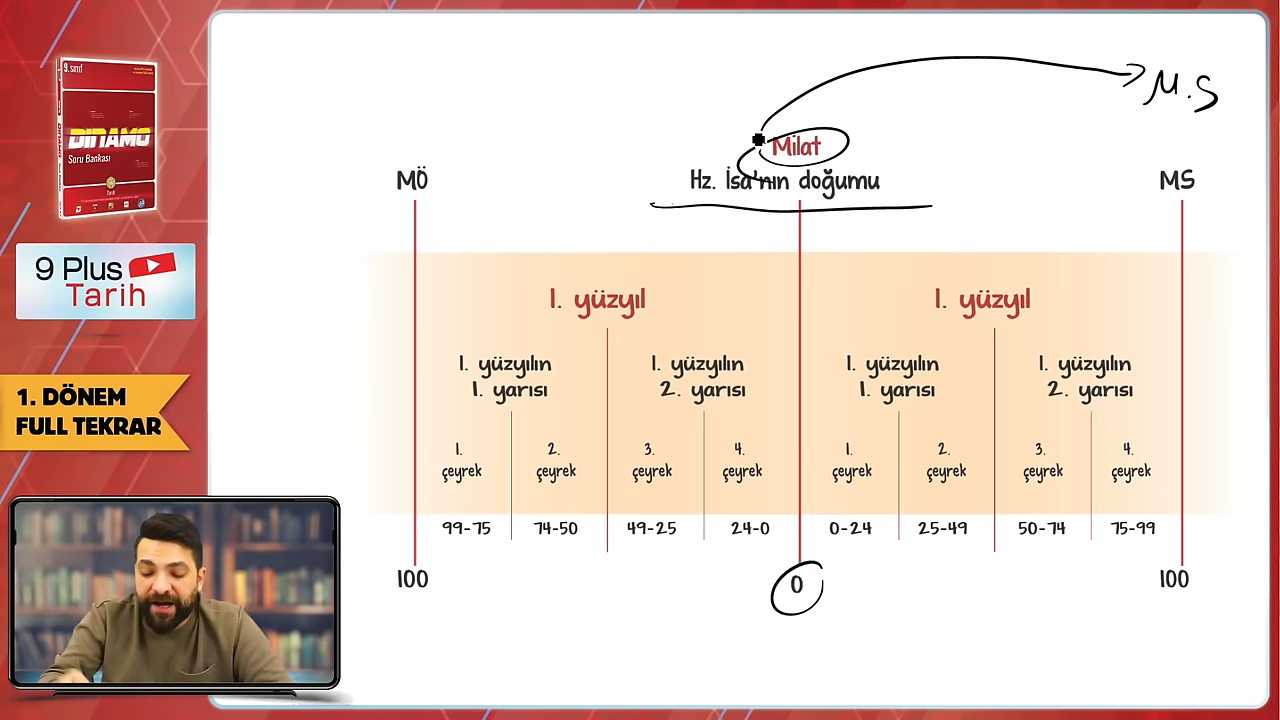 9. sınıf
DINAMO
Soru Bankası
Tarih
9 Plus
Tarih
1. DÖNEM
FULL TEKRAR
M.S
Milat
MÖ
Hz. İsa'nın doğumu
MS
1. yüzyıl
1. yüzyıl
1. yüzyılın
1. yarısı
1. yüzyılın
2. yarısı
1. yüzyılın
1. yarısı
1. yüzyılın
2. yarısı
1.
çeyrek
2.
çeyrek
3.
çeyrek
4.
çeyrek
1.
çeyrek
2.
çeyrek
3.
çeyrek
4.
çeyrek
99-75
74-50
49-25
24-0
0-24
25-49
50-74
75-99
100
0
100